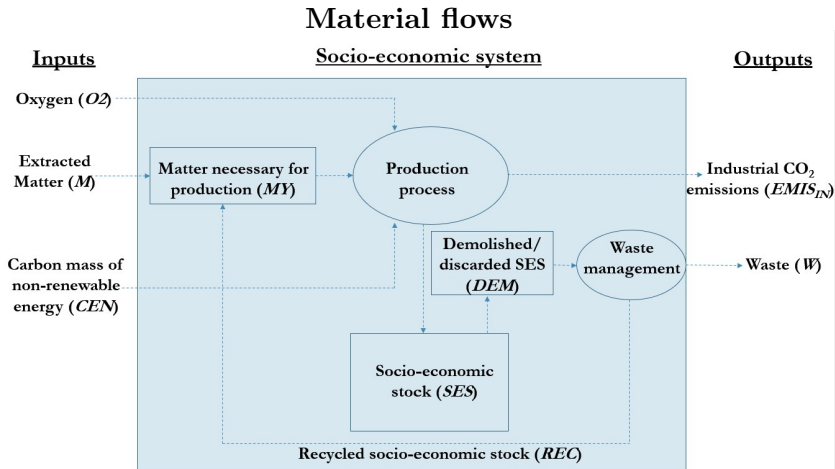 Material flows
Inputs
Socio-economic system
Outputs
Oxygen (O2)
Extracted
Matter (M)
Matter necessary for
production (MY)
Production
process
Industrial CO₂
emissions (EMIS_IN)
Carbon mass of
non-renewable
energy (CEN)
Demolished/
discarded SES
(DEM)
Waste
management
Waste (W)
Socio-economic
stock (SES)
Recycled socio-economic stock (REC)